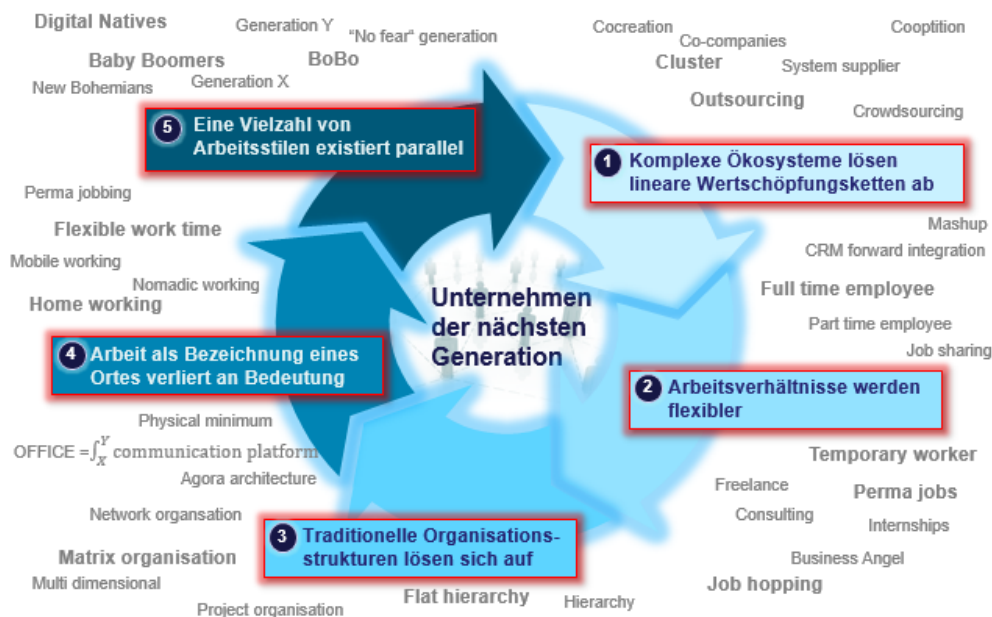 Digital Natives
Generation Y
"No fear" generation
Baby Boomers
BoBo
New Bohemians
Generation X
Cocreation
Cooptition
Co-companies
Cluster
System supplier
Outsourcing
Crowdsourcing
5 Eine Vielzahl von
Arbeitsstilen existiert parallel
1 Komplexe Ökosysteme lösen
lineare Wertschöpfungsketten ab
Perma jobbing
Flexible work time
Mobile working
Nomadic working
Home working
Mashup
CRM forward integration
Full time employee
Part time employee
Job sharing
Unternehmen
der nächsten
Generation
4 Arbeit als Bezeichnung eines
Ortes verliert an Bedeutung
2 Arbeitsverhältnisse werden
flexibler
Physical minimum
OFFICE =∫_X^Y communication platform
Agora architecture
Network organsation
Matrix organisation
Multi dimensional
Project organisation
3 Traditionelle Organisations-
strukturen lösen sich auf
Flat hierarchy
Hierarchy
Temporary worker
Freelance
Perma jobs
Consulting
Internships
Business Angel
Job hopping